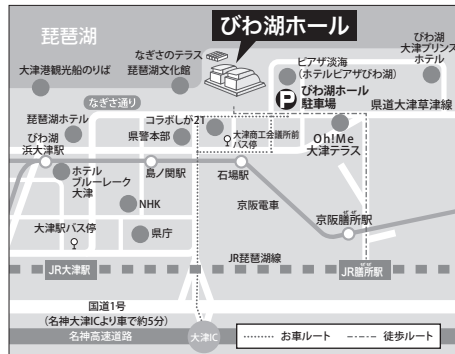 琵琶湖
びわ湖ホール
なぎさのテラス
琵琶湖文化館
大津港観光船のりば
ピアザ淡海
(ホテルピアザびわ湖)
びわ湖
大津プリンス
ホテル
なぎさ通り
P
びわ湖ホール
駐車場
県道大津草津線
琵琶湖ホテル
コラボしが21
県警本部
大津商工会議所前
バス停
Oh!Me
大津テラス
びわ湖
浜大津駅
島ノ関駅
石場駅
ホテル
ブルーレーク
大津
NHK
京阪電車
ぜぜ
京阪膳所駅
大津駅バス停
県庁
JR琵琶湖線
JR大津駅
ぜぜ
JR膳所駅
国道1号
(名神大津ICより車で約5分)
名神高速道路
大津IC
お車ルート
徒歩ルート